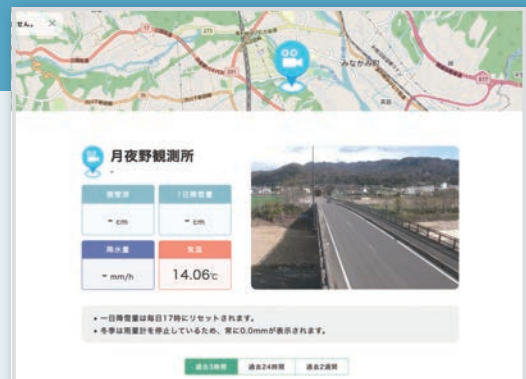 せん。 ×
みなかみ町
月夜野観測所
-
積雪深
1日降雪量
- cm
- cm
降水量
気温
- mm/h
14.06℃
• 一日降雪量は毎日17時にリセットされます。
• 冬季は雨量計を停止しているため、常に0.0mmが表示されます。
過去3時間 過去24時間 過去2週間